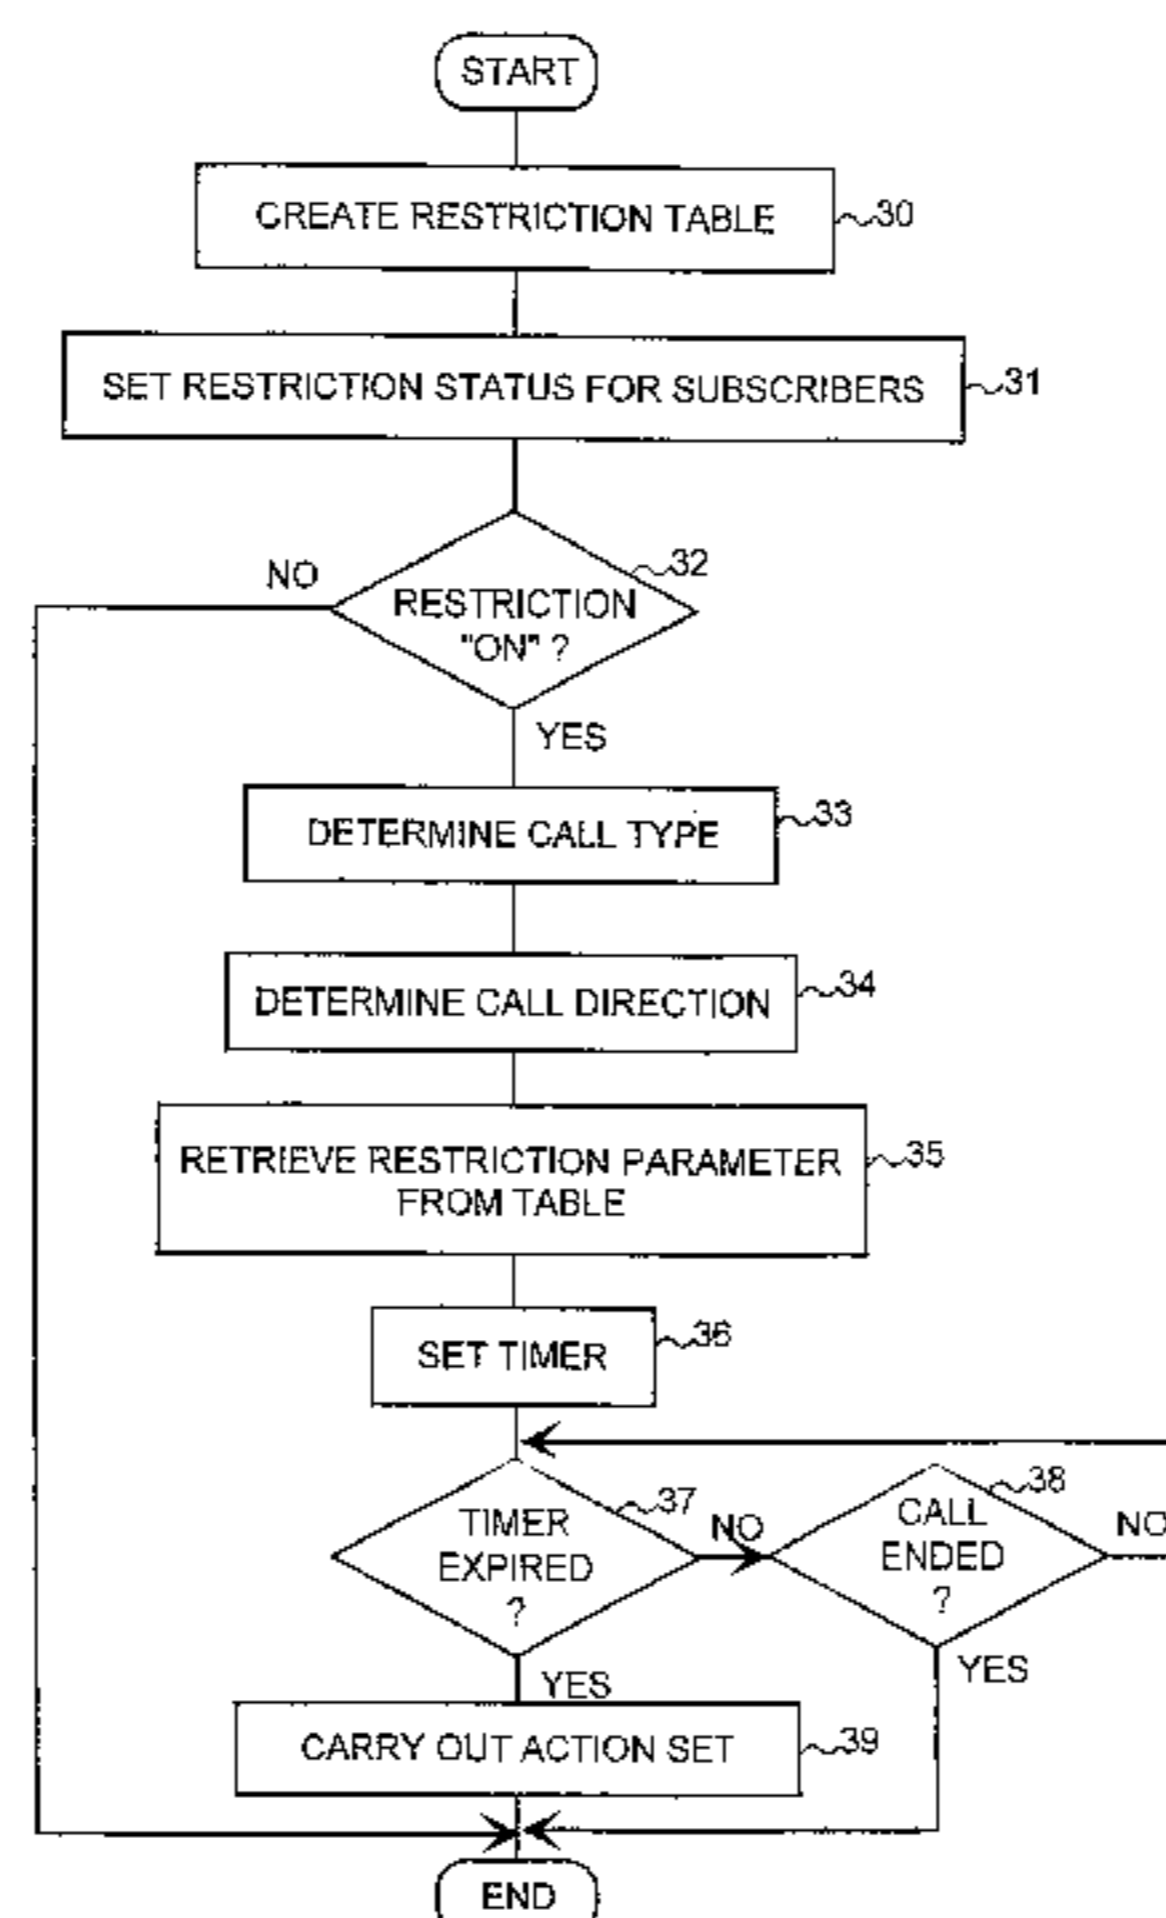 START
CREATE RESTRICTION TABLE
30
SET RESTRICTION STATUS FOR SUBSCRIBERS
31
32
NO
RESTRICTION
"ON" ?
YES
DETERMINE CALL TYPE
33
DETERMINE CALL DIRECTION
34
RETRIEVE RESTRICTION PARAMETER
FROM TABLE
35
SET TIMER
36
37
TIMER
EXPIRED
?
NO
38
CALL
ENDED
?
NO
YES
YES
CARRY OUT ACTION SET
39
END